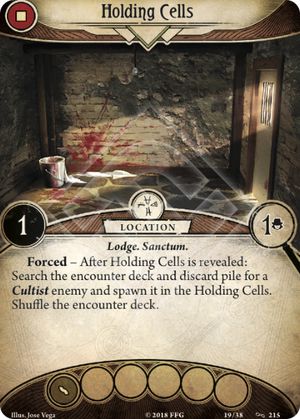 Holding Cells
1
LOCATION
1
Lodge. Sanctum.
Forced – After Holding Cells is revealed:
Search the encounter deck and discard pile for a
Cultist enemy and spawn it in the Holding Cells.
Shuffle the encounter deck.
Illus. Jose Vega
© 2018 FFG
19/38
215